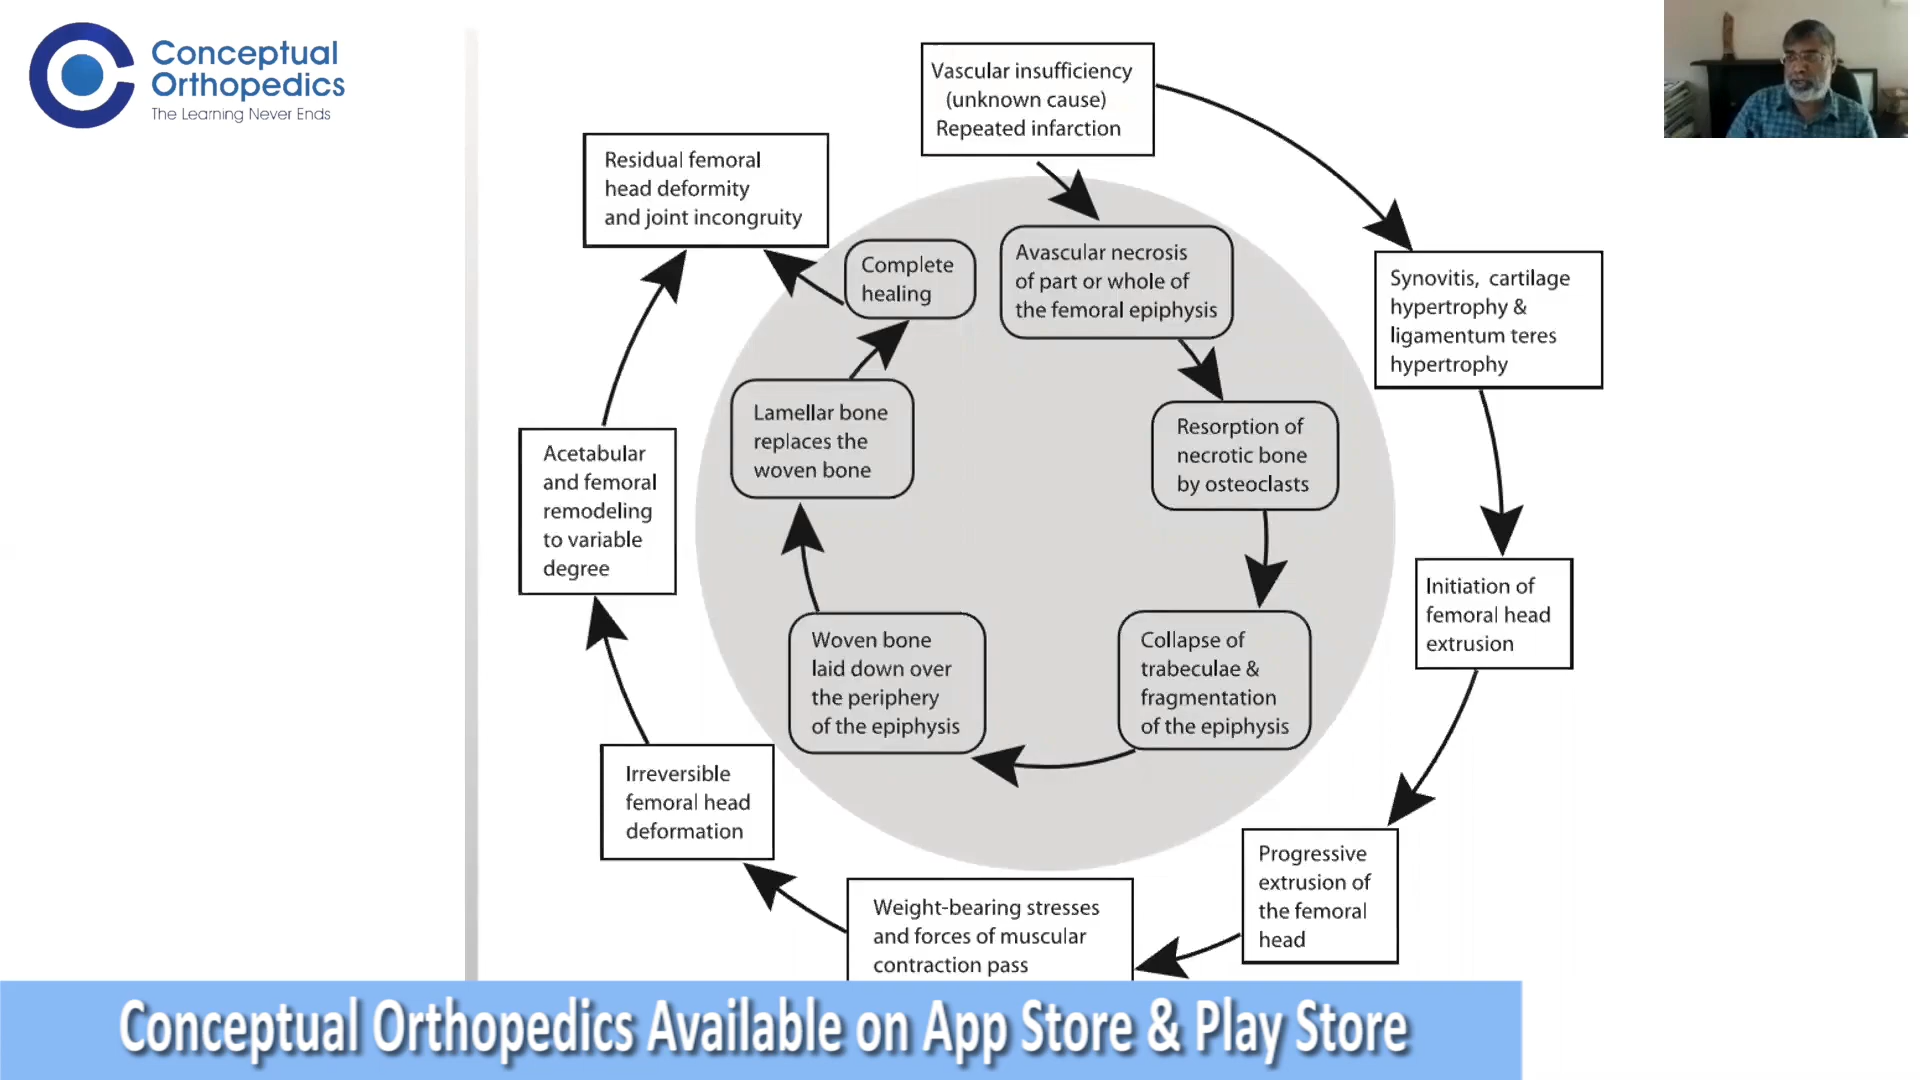 Conceptual
Orthopedics
The Learning Never Ends
Vascular insufficiency
(unknown cause)
Repeated infarction
Residual femoral
head deformity
and joint incongruity
Complete
healing
Avascular necrosis
of part or whole of
the femoral epiphysis
Synovitis, cartilage
hypertrophy &
ligamentum teres
hypertrophy
Lamellar bone
replaces the
woven bone
Resorption of
necrotic bone
by osteoclasts
Acetabular
and femoral
remodeling
to variable
degree
Initiation of
femoral head
extrusion
Woven bone
laid down over
the periphery
of the epiphysis
Collapse of
trabeculae &
fragmentation
of the epiphysis
Irreversible
femoral head
deformation
Progressive
extrusion of
the femoral
head
Weight-bearing stresses
and forces of muscular
contraction pass
Conceptual Orthopedics Available on App Store & Play Store